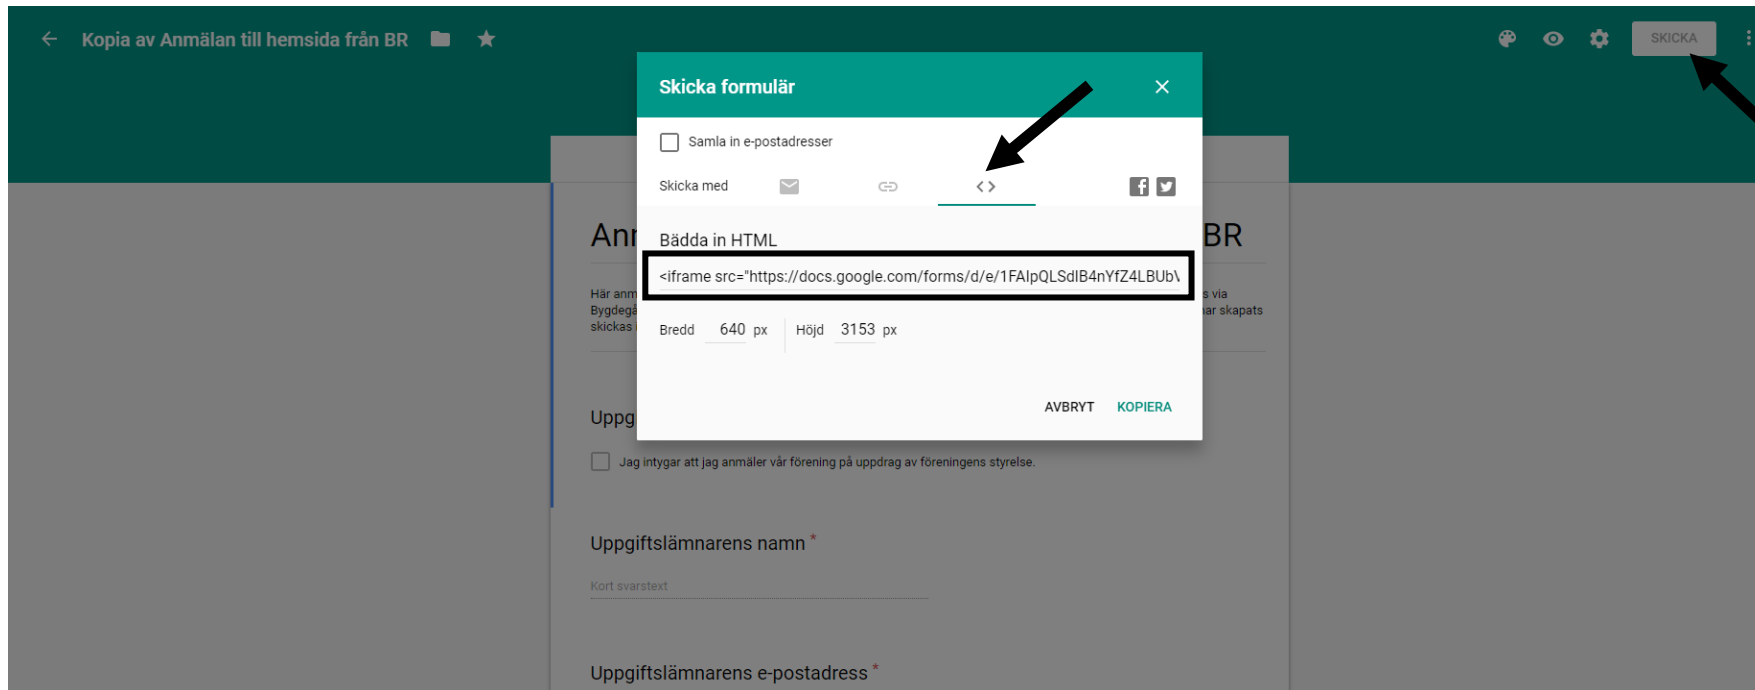 Kopia av Anmälan till hemsida från BR
SKICKA
Skicka formulär
Samla in e-postadresser
Skicka med
Bädda in HTML
<iframe src="https://docs.google.com/forms/d/e/1FAIpQLSdlB4nYfZ4LBUb
Bredd 640 px Höjd 3153 px
AVBRYT KOPIERA
BR
Här anm s via
Bygdegå ar skapats
skickas
Uppg
Jag intygar att jag anmäler vår förening på uppdrag av föreningens styrelse.
Uppgiftslämnarens namn *
Kort svarstext
Uppgiftslämnarens e-postadress *